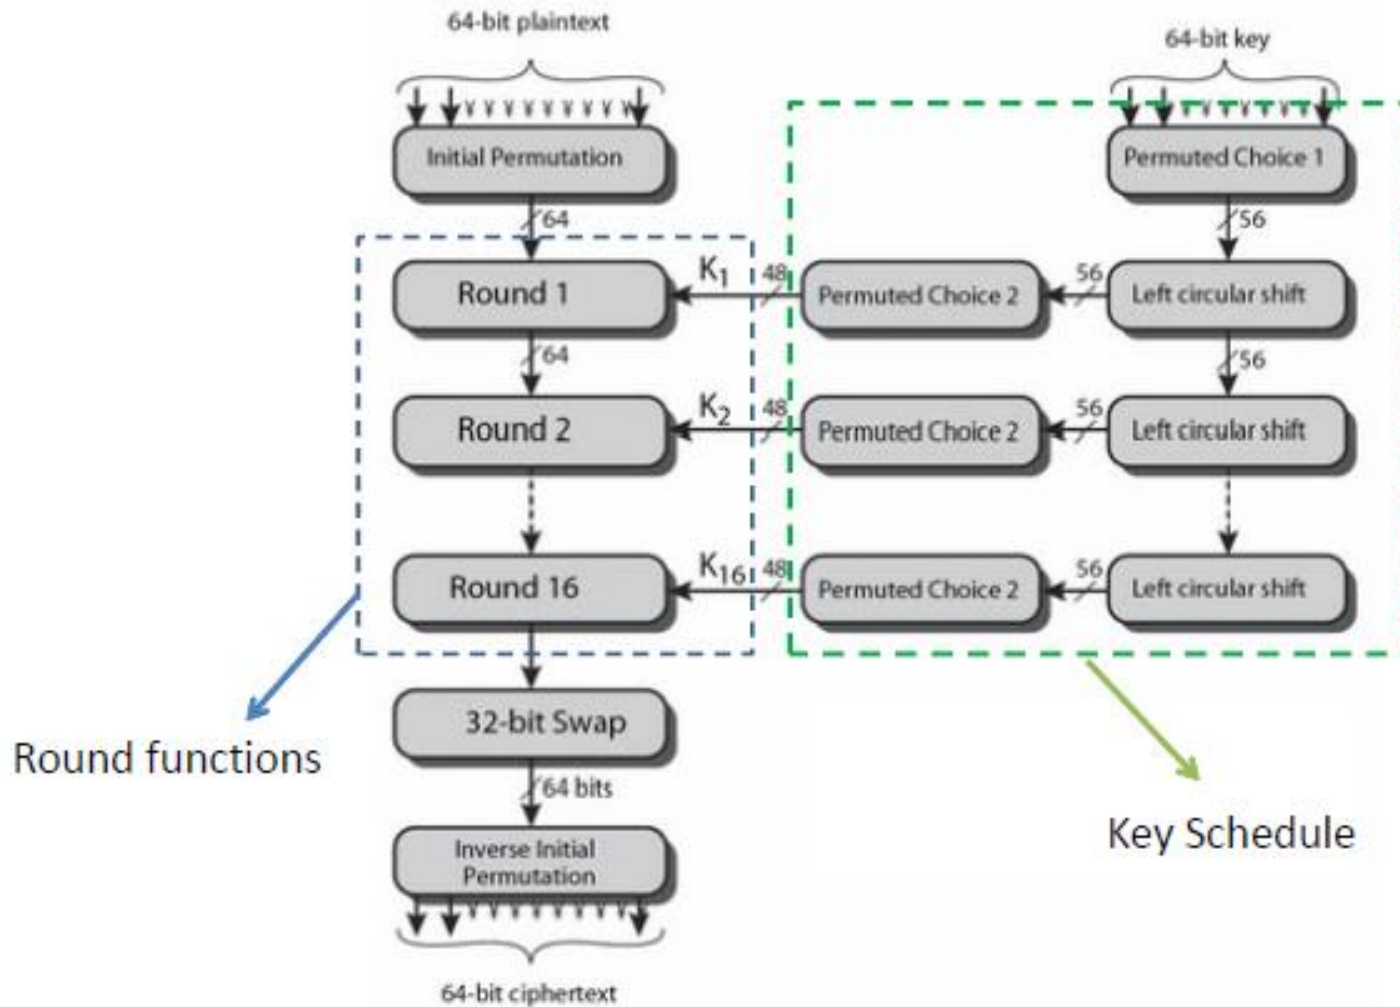 64-bit plaintext
64-bit key
Initial Permutation
Permuted Choice 1
64
56
Round 1
K1
48
Permuted Choice 2
56
Left circular shift
64
56
Round 2
K2
48
Permuted Choice 2
56
Left circular shift
Round 16
K16
48
Permuted Choice 2
56
Left circular shift
32-bit Swap
Round functions
64 bits
Key Schedule
Inverse Initial
Permutation
64-bit ciphertext